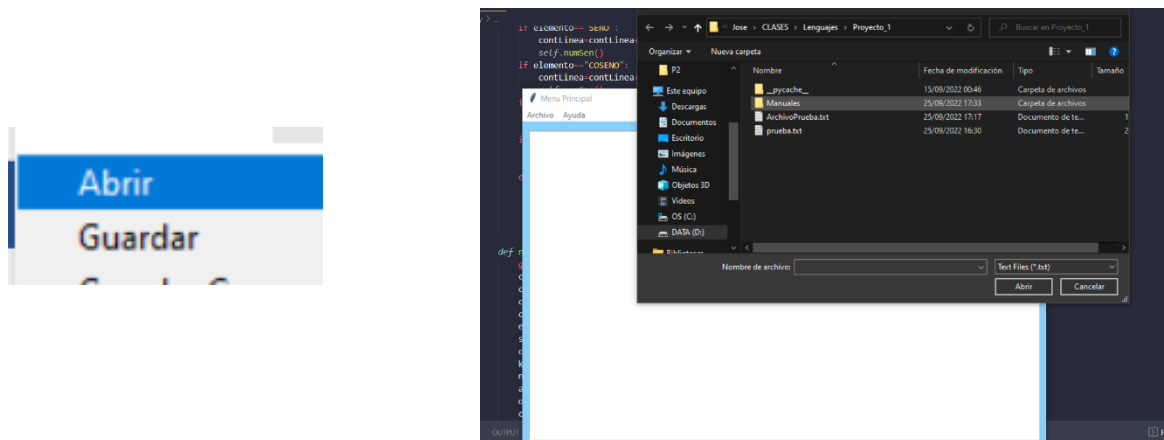 Abrir
Guardar
if elemento=="SENO":
contLinea=contLinea
self.numSen()
if elemento=="COSENO":
contLinea=contLinea
Menu Principal
Archivo Ayuda
def
OUTPUT
Jose > CLASES > Lenguajes > Proyecto_1
Buscar en Proyecto_1
Organizar Nueva carpeta
P2
Este equipo
Descargas
Documentos
Escritorio
Imágenes
Música
Objetos 3D
Videos
OS (C:)
DATA (D:)
Bibliotecas
Nombre Fecha de modificación Tipo Tamaño
__pycache__ 15/09/2022 00:46 Carpeta de archivos
Manuales 25/09/2022 17:33 Carpeta de archivos
ArchivoPrueba.txt 25/09/2022 17:17 Documento de te... 1
prueba.txt 25/09/2022 16:30 Documento de te... 2
Nombre de archivo: Text Files (*.txt)
Abrir Cancelar